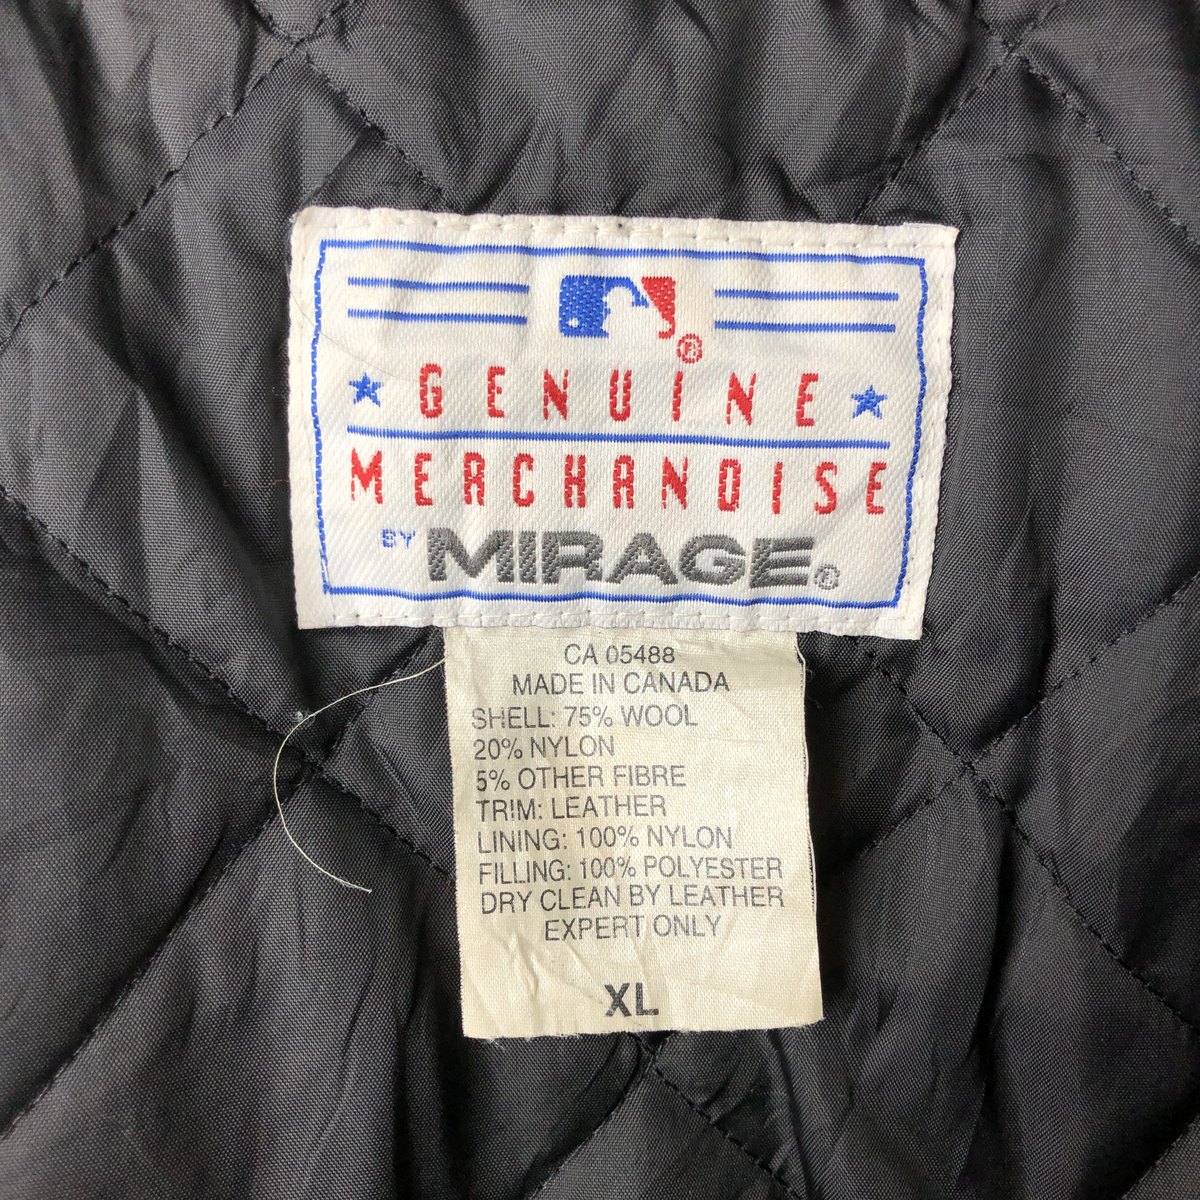 ®
GENUINE
MERCHANDISE
BY MIRAGE®
CA 05488
MADE IN CANADA
SHELL: 75% WOOL
20% NYLON
5% OTHER FIBRE
TRIM: LEATHER
LINING: 100% NYLON
FILLING: 100% POLYESTER
DRY CLEAN BY LEATHER
EXPERT ONLY
XL